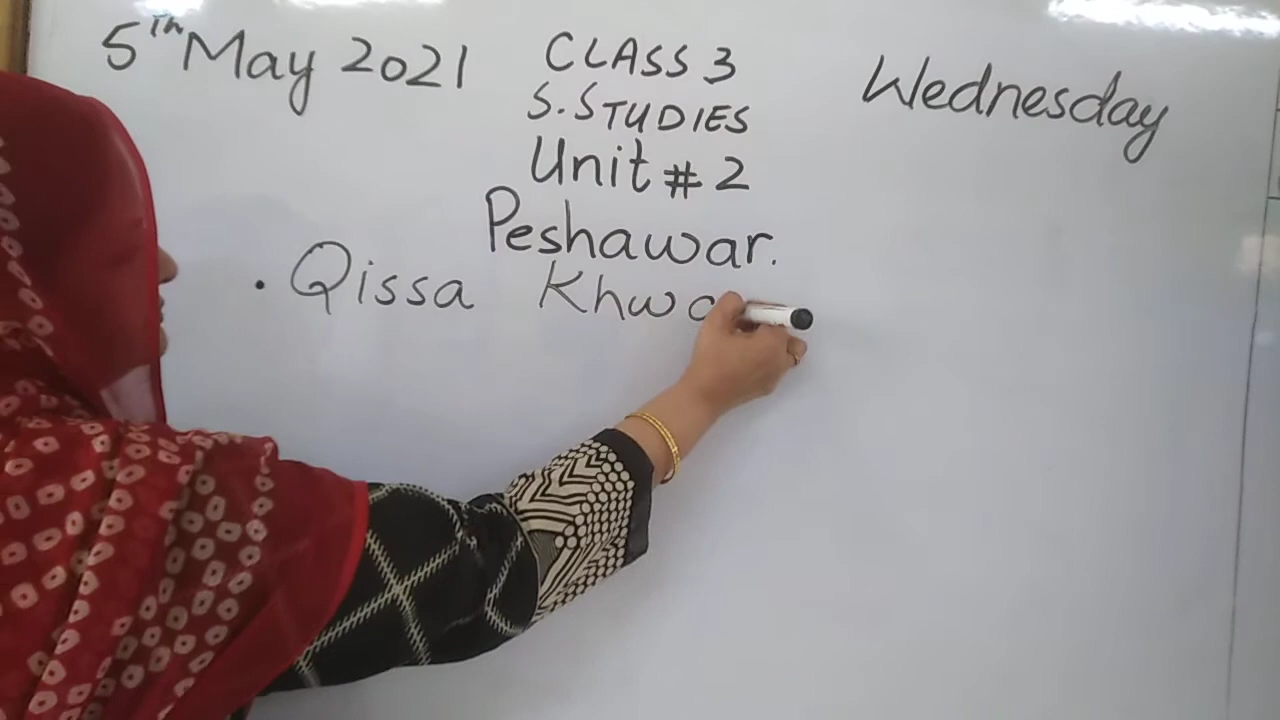 5th May 2021 CLASS 3 Wednesday
S. STUDIES
Unit # 2
Peshawar.
• Qissa Khwa